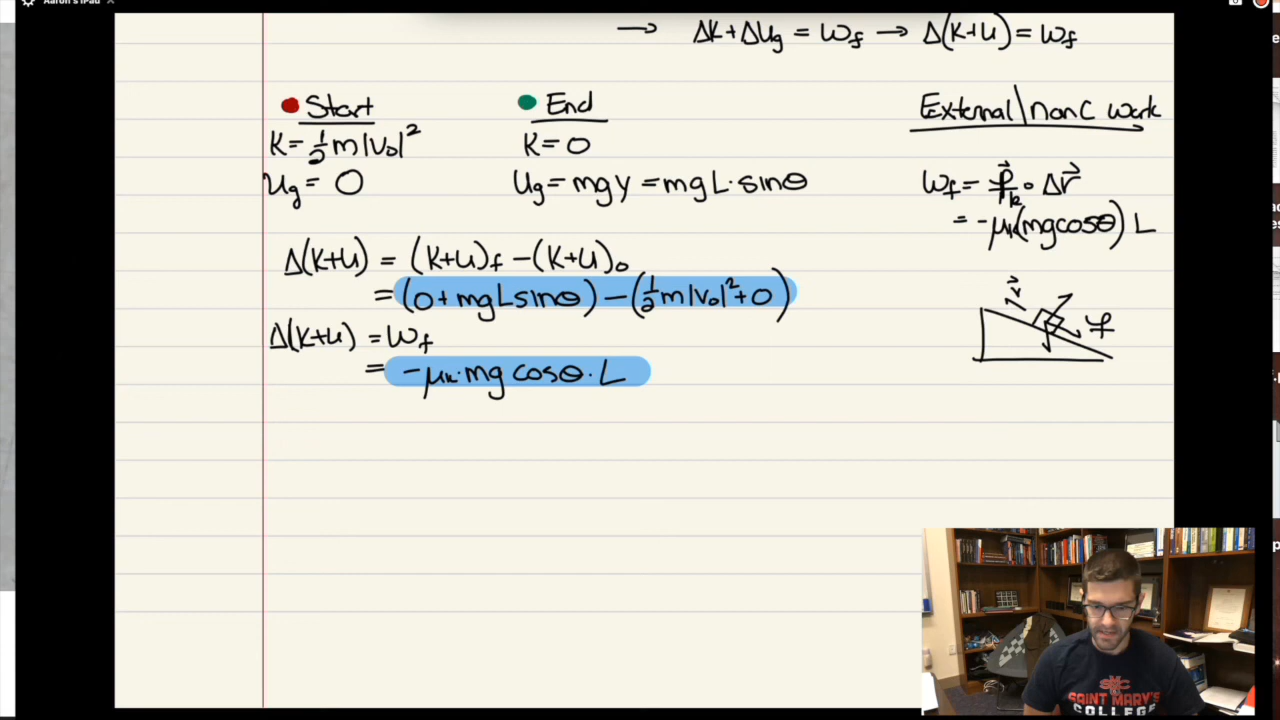 Aaron's iPad
→ Δk+ΔUg = Wf → Δ(k+U) = Wf
Start
K = ½m|v₀|²
Ug = 0
End
K = 0
Ug = mgy = mgL·sinθ
External\nonC work
Wf = f⃗k · Δr⃗
= -μk(mgcosθ) L
Δ(K+U) = (K+U)f - (K+U)₀
= (0+mgLsinθ) - (½m|v₀|²+0)
Δ(K+U) = Wf
= -μk·mg cosθ·L
v⃗
f
SMC
SAINT MARY'S
COLLEGE